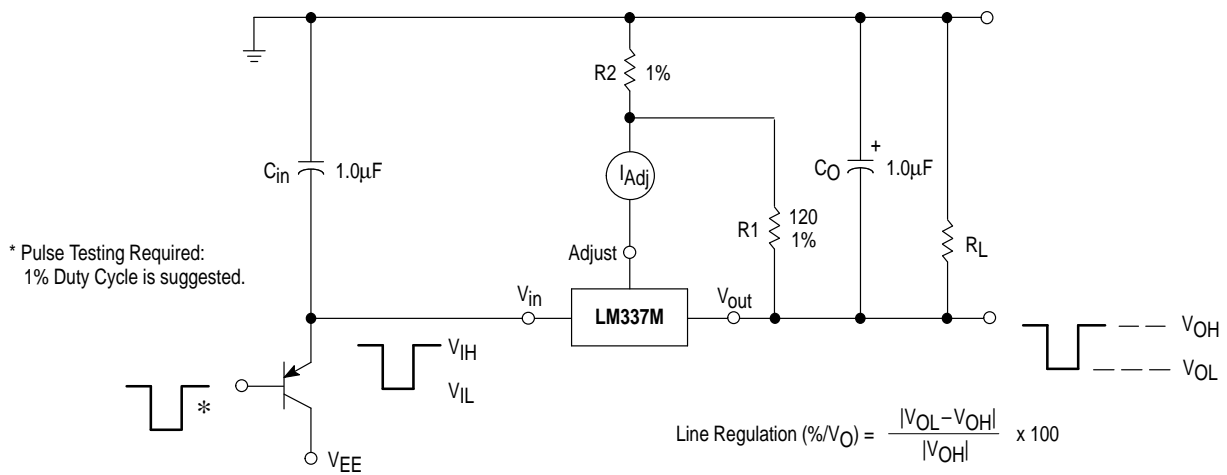 R2
1%
Cin
1.0µF
IAdj
CO
+
1.0µF
R1
120
1%
RL
* Pulse Testing Required:
1% Duty Cycle is suggested.
Adjust
Vin
LM337M
Vout
VIH
VIL
VOH
VOL
*
VEE
Line Regulation (%/VO) = |VOL – VOH| / |VOH| x 100